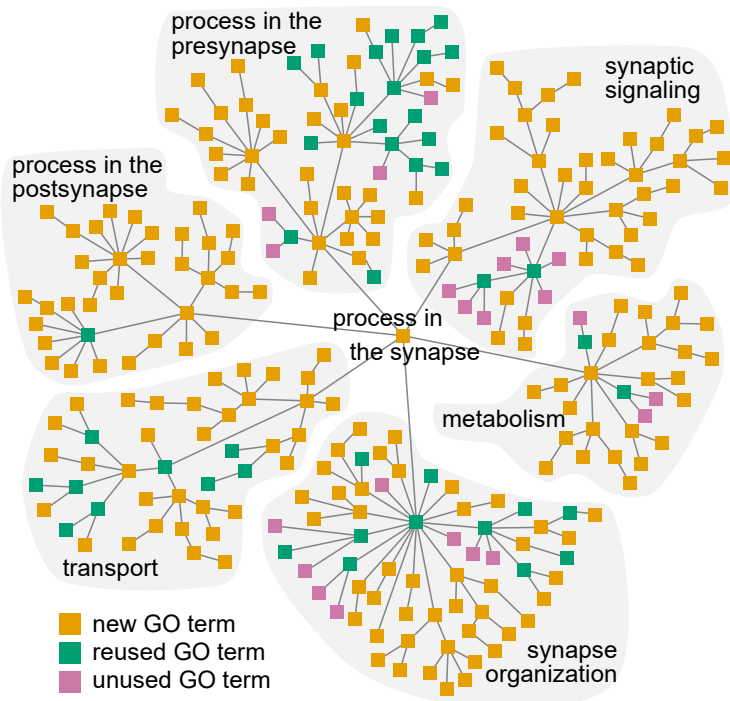 process in the
presynapse
synaptic
signaling
process in the
postsynapse
process in
the synapse
metabolism
transport
synapse
organization
new GO term
reused GO term
unused GO term